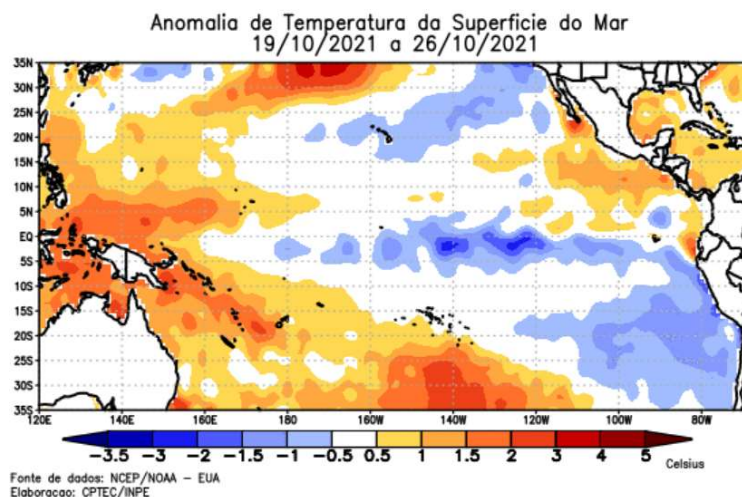 Anomalia de Temperatura da Superficie do Mar
19/10/2021 a 26/10/2021
35N
30N
25N
20N
15N
10N
5N
EQ
5S
10S
15S
20S
25S
30S
35S
120E 140E 160E 180 160W 140W 120W 100W 80W
-3.5 -3 -2 -1.5 -1 -0.5 0.5 1 1.5 2 3 4 5
Celsius
Fonte de dados: NCEP/NOAA - EUA
Elaboracao: CPTEC/INPE